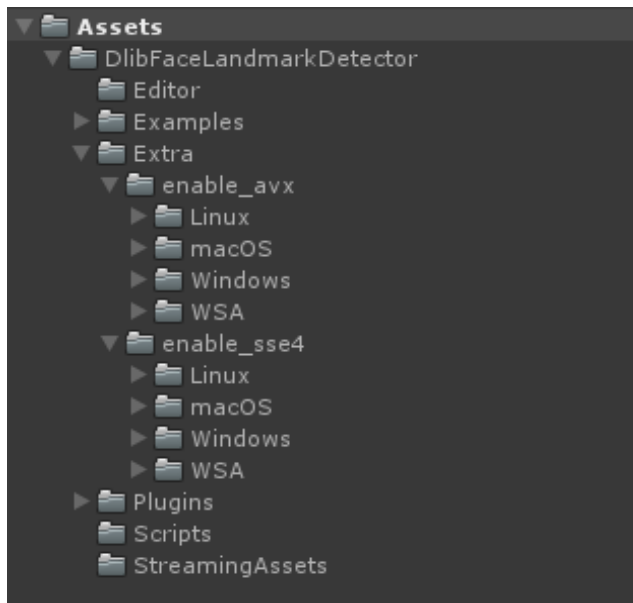 Assets
DlibFaceLandmarkDetector
Editor
Examples
Extra
enable_avx
Linux
macOS
Windows
WSA
enable_sse4
Linux
macOS
Windows
WSA
Plugins
Scripts
StreamingAssets